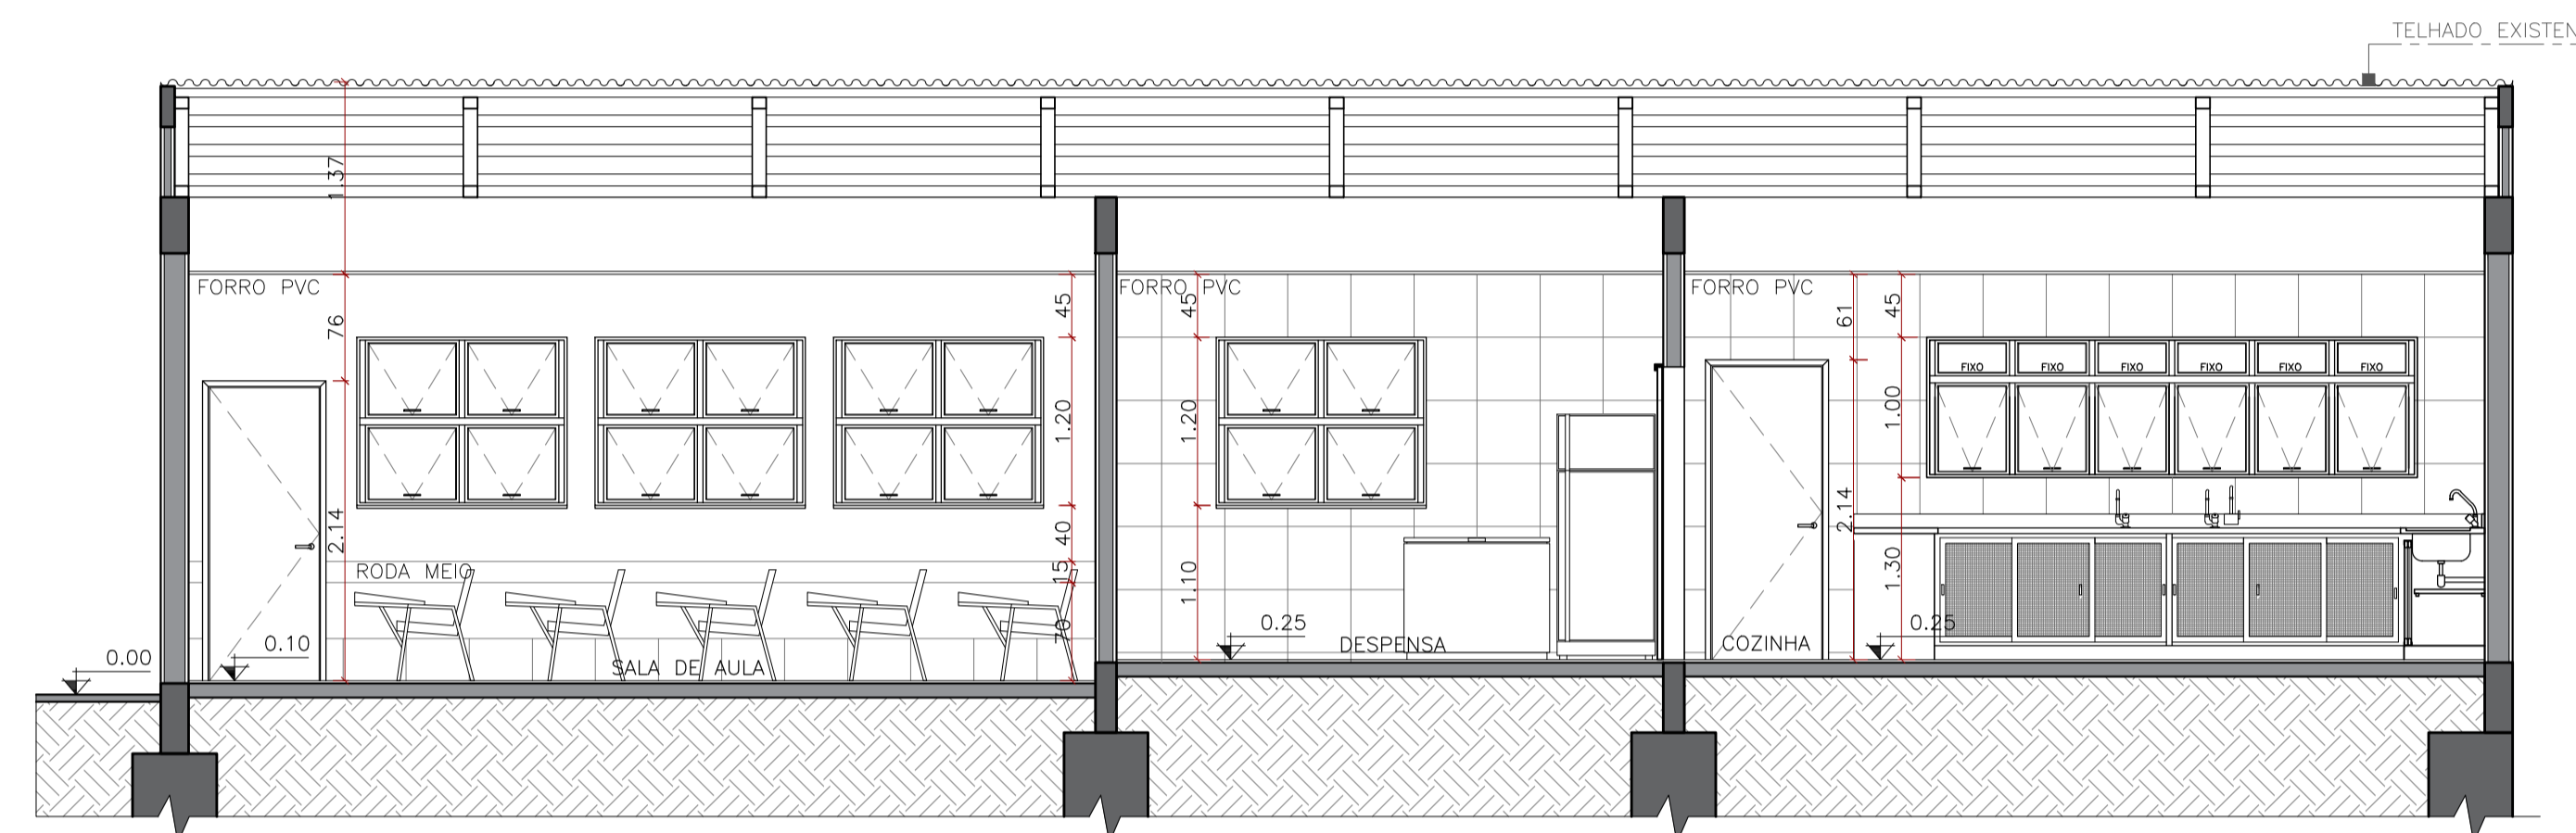 TELHADO EXISTEN
1.37
FORRO PVC
FORRO PVC
FORRO PVC
76
45
45
61
45
FIXO FIXO FIXO FIXO FIXO FIXO
1.20
1.20
1.00
2.14
40
2.14
RODA MEIO
15
1.10
1.30
70
0.00
0.10
SALA DE AULA
0.25
DESPENSA
COZINHA
0.25